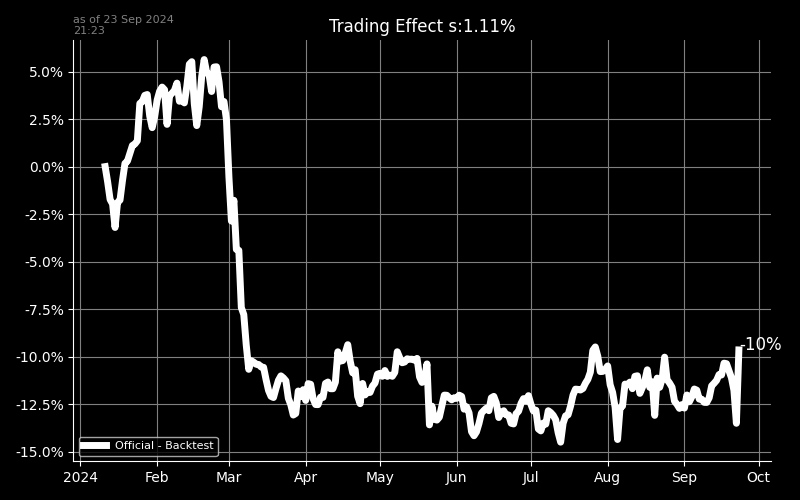 as of 23 Sep 2024
21:23
Trading Effect s:1.11%
5.0%
2.5%
0.0%
-2.5%
-5.0%
-7.5%
-10.0%
-12.5%
-15.0%
-10%
Official - Backtest
2024 Feb Mar Apr May Jun Jul Aug Sep Oct